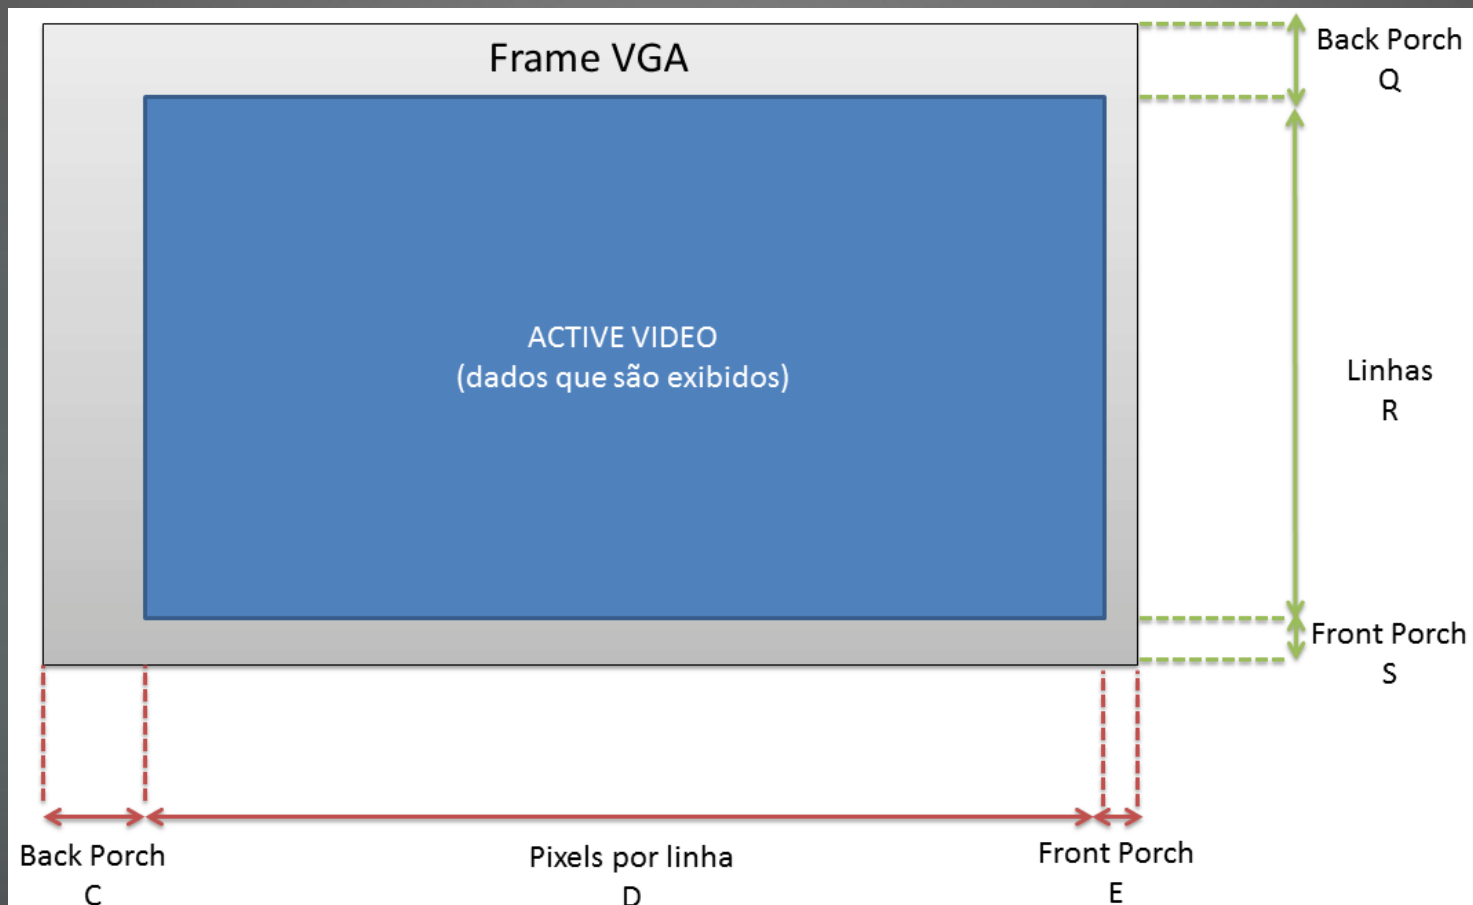 Frame VGA
Back Porch
Q
ACTIVE VIDEO
(dados que são exibidos)
Linhas
R
Front Porch
S
Back Porch
C
Pixels por linha
D
Front Porch
E